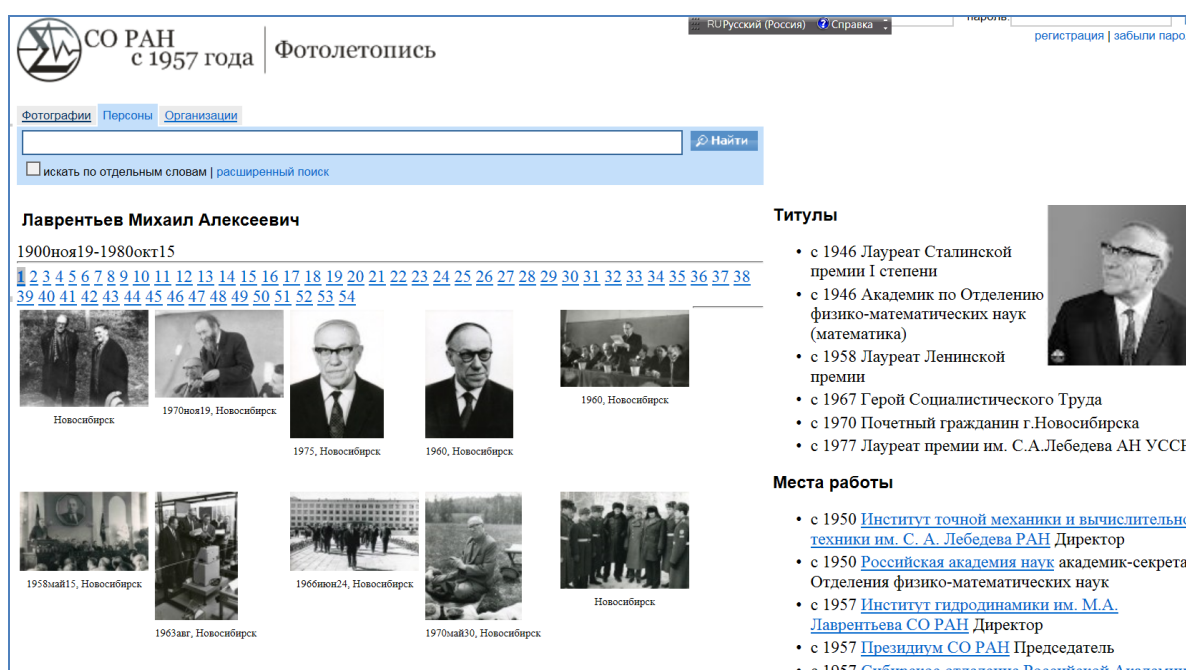 СО РАН
с 1957 года
Фотолетопись
RU Русский (Россия) Справка
пароль:
регистрация | забыли
Фотографии Персоны Организации
Найти
искать по отдельным словам | расширенный поиск
Лаврентьев Михаил Алексеевич
1900ноя19-1980окт15
1 2 3 4 5 6 7 8 9 10 11 12 13 14 15 16 17 18 19 20 21 22 23 24 25 26 27 28 29 30 31 32 33 34 35 36 37 38
39 40 41 42 43 44 45 46 47 48 49 50 51 52 53 54
Новосибирск
1970ноя19, Новосибирск
1975, Новосибирск
1960, Новосибирск
1960, Новосибирск
1958май15, Новосибирск
1963авг, Новосибирск
1966июн24, Новосибирск
1970май30, Новосибирск
Новосибирск
Титулы
• с 1946 Лауреат Сталинской
премии I степени
• с 1946 Академик по Отделению
физико-математических наук
(математика)
• с 1958 Лауреат Ленинской
премии
• с 1967 Герой Социалистического Труда
• с 1970 Почетный гражданин г.Новосибирска
• с 1977 Лауреат премии им. С.А.Лебедева АН
Места работы
• с 1950 Институт точной механики и
техники им. С. А. Лебедева РАН Директор
• с 1950 Российская академия наук
Отделения физико-математических наук
• с 1957 Институт гидродинамики им. М.А.
Лаврентьева СО РАН Директор
• с 1957 Президиум СО РАН Председатель
• с 1957 Сибирское отделение Российской